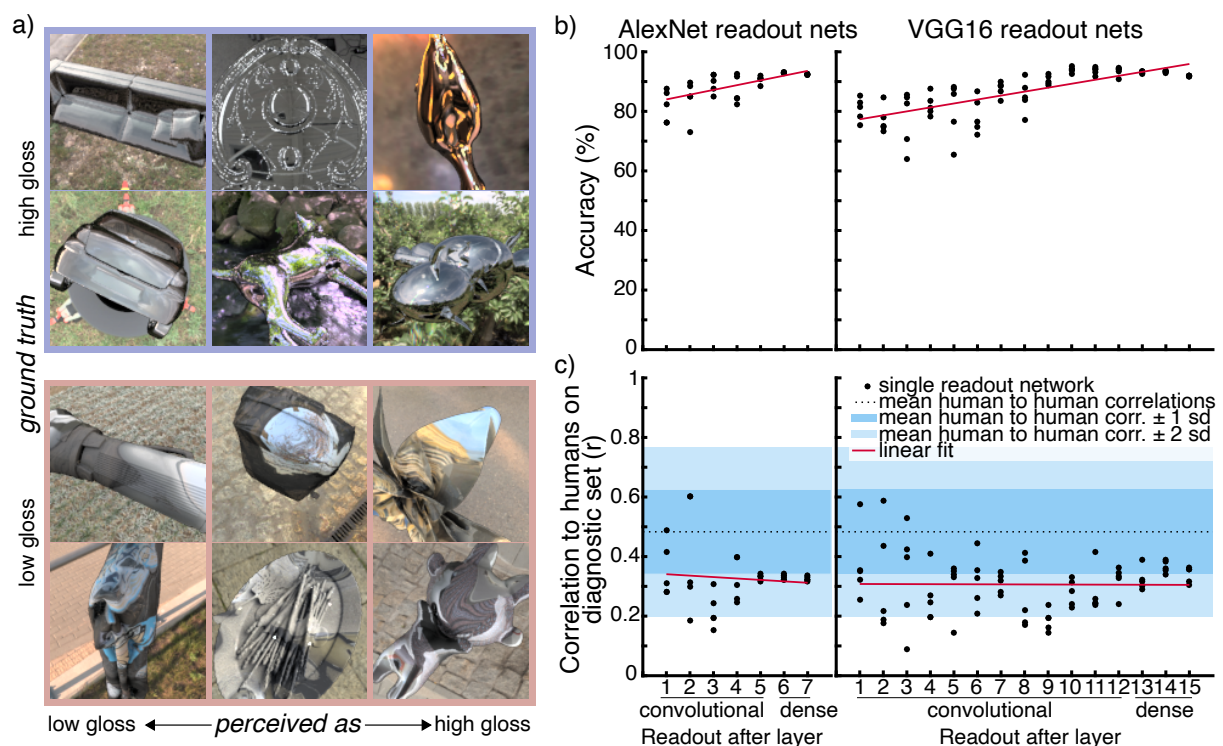 a)
high gloss
ground truth
low gloss
low gloss
perceived as
high gloss
b)
AlexNet readout nets
VGG16 readout nets
100
80
60
40
20
0
Accuracy (%)
c)
1
0.8
0.6
0.4
0.2
0
Correlation to humans on
diagnostic set (r)
single readout network
mean human to human correlations
mean human to human corr. ± 1 sd
mean human to human corr. ± 2 sd
linear fit
1 2 3 4 5 6 7
convolutional dense
Readout after layer
1 2 3 4 5 6 7 8 9 10 11 12 13 14 15
convolutional dense
Readout after layer